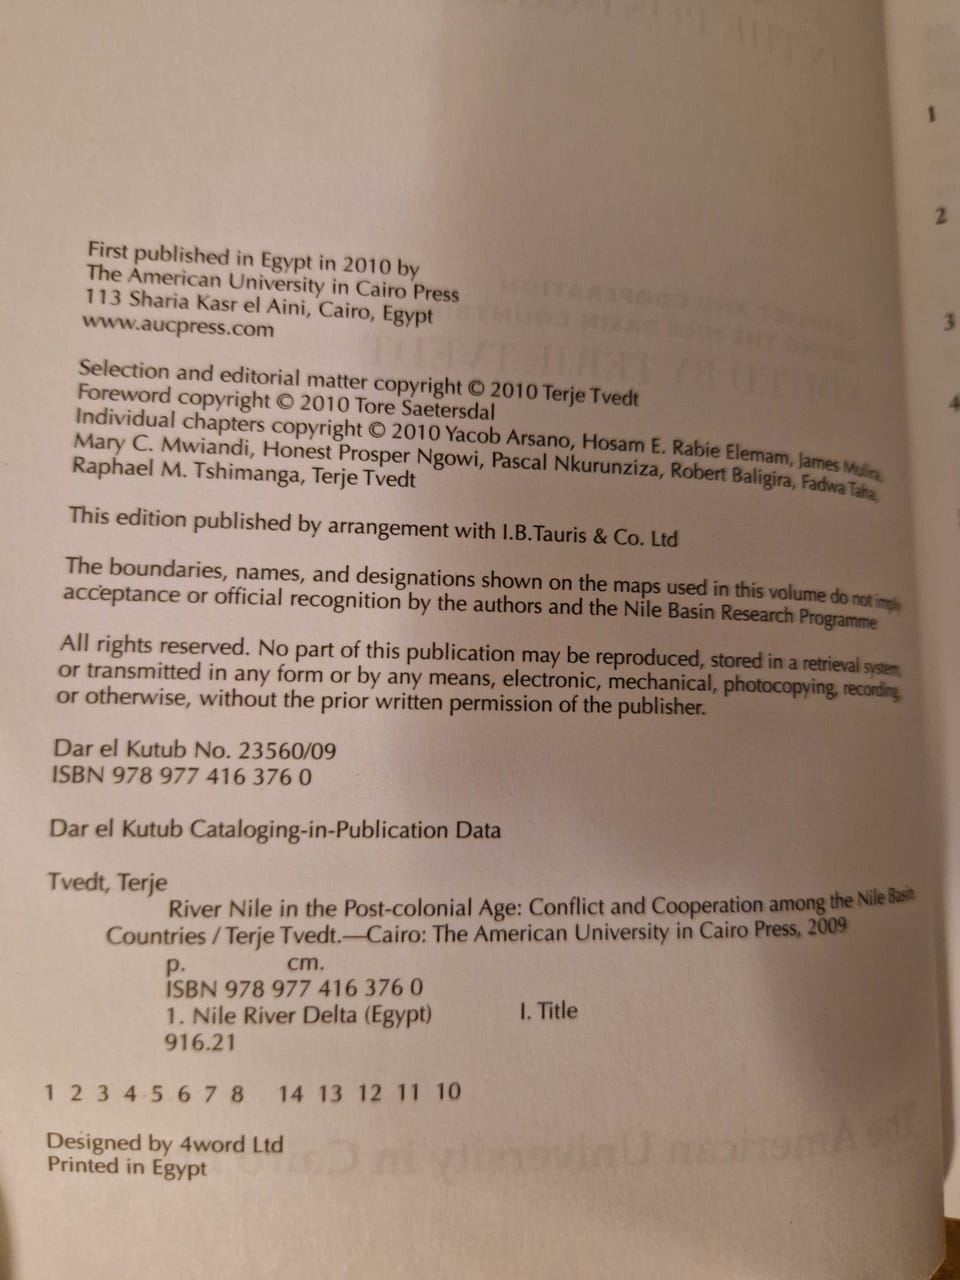 First published in Egypt in 2010 by
The American University in Cairo Press
113 Sharia Kasr el Aini, Cairo, Egypt
www.aucpress.com
Selection and editorial matter copyright © 2010 Terje Tvedt
Foreword copyright © 2010 Tore Saetersdal
Individual chapters copyright © 2010 Yacob Arsano, Hosam E. Rabie Elemam, James Mulira,
Mary C. Mwiandi, Honest Prosper Ngowi, Pascal Nkurunziza, Robert Baligira, Fadwa Taha,
Raphael M. Tshimanga, Terje Tvedt
This edition published by arrangement with I.B.Tauris & Co. Ltd
The boundaries, names, and designations shown on the maps used in this volume do not imply
acceptance or official recognition by the authors and the Nile Basin Research Programme
All rights reserved. No part of this publication may be reproduced, stored in a retrieval system,
or transmitted in any form or by any means, electronic, mechanical, photocopying, recording,
or otherwise, without the prior written permission of the publisher.
Dar el Kutub No. 23560/09
ISBN 978 977 416 376 0
Dar el Kutub Cataloging-in-Publication Data
Tvedt, Terje
River Nile in the Post-colonial Age: Conflict and Cooperation among the Nile Basin
Countries / Terje Tvedt.—Cairo: The American University in Cairo Press, 2009
p. cm.
ISBN 978 977 416 376 0
1. Nile River Delta (Egypt) I. Title
916.21
1 2 3 4 5 6 7 8 14 13 12 11 10
Designed by 4word Ltd
Printed in Egypt
1
2
3
4